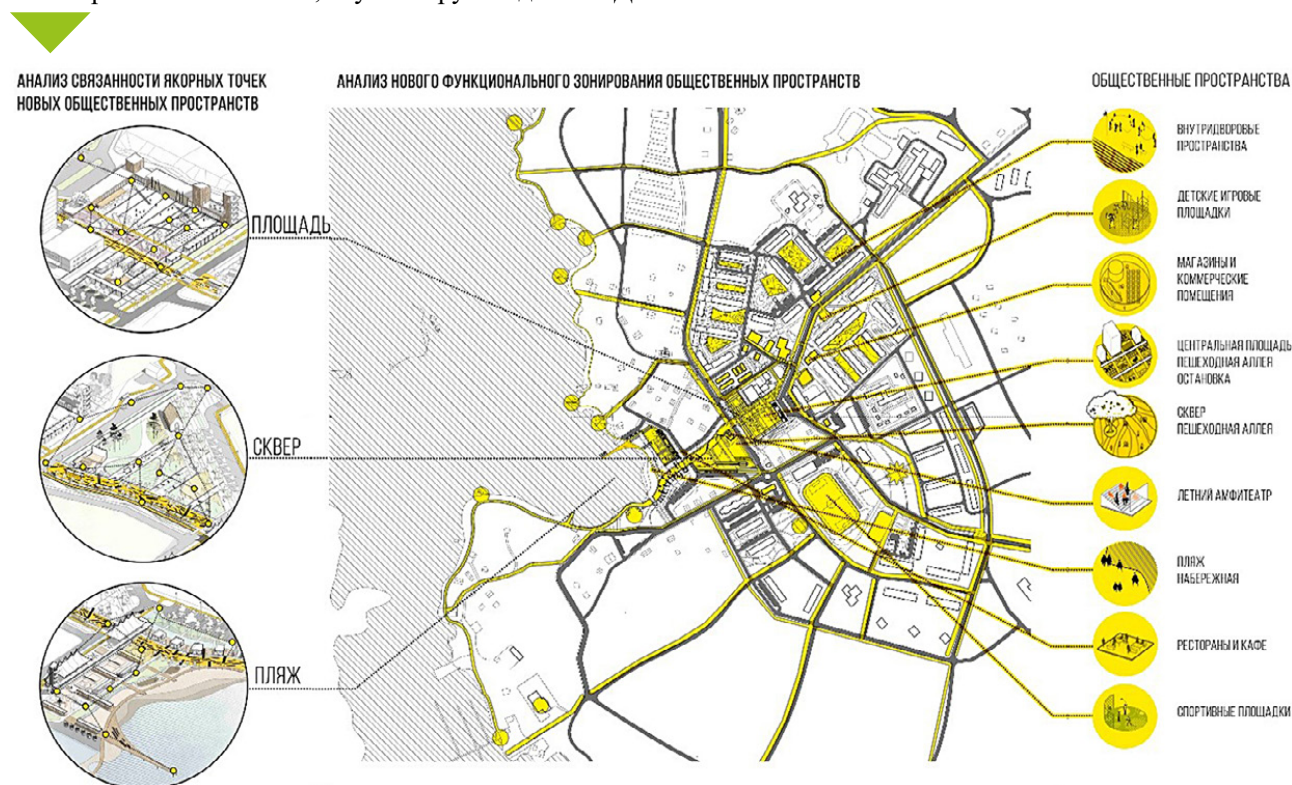 АНАЛИЗ СВЯЗАННОСТИ ЯКОРНЫХ ТОЧЕК
НОВЫХ ОБЩЕСТВЕННЫХ ПРОСТРАНСТВ
ПЛОЩАДЬ
СКВЕР
ПЛЯЖ
АНАЛИЗ НОВОГО ФУНКЦИОНАЛЬНОГО ЗОНИРОВАНИЯ ОБЩЕСТВЕННЫХ ПРОСТРАНСТВ
ОБЩЕСТВЕННЫЕ ПРОСТРАНСТВА
ВНУТРИДВОРОВЫЕ
ПРОСТРАНСТВА
ДЕТСКИЕ ИГРОВЫЕ
ПЛОЩАДКИ
МАГАЗИНЫ И
КОММЕРЧЕСКИЕ
ПОМЕЩЕНИЯ
ЦЕНТРАЛЬНАЯ ПЛОЩАДЬ
ПЕШЕХОДНАЯ АЛЛЕЯ
ОСТАНОВКА
СКВЕР
ПЕШЕХОДНАЯ АЛЛЕЯ
ЛЕТНИЙ АМФИТЕАТР
ПЛЯЖ
НАБЕРЕЖНАЯ
РЕСТОРАНЫ И КАФЕ
СПОРТИВНЫЕ ПЛОЩАДКИ